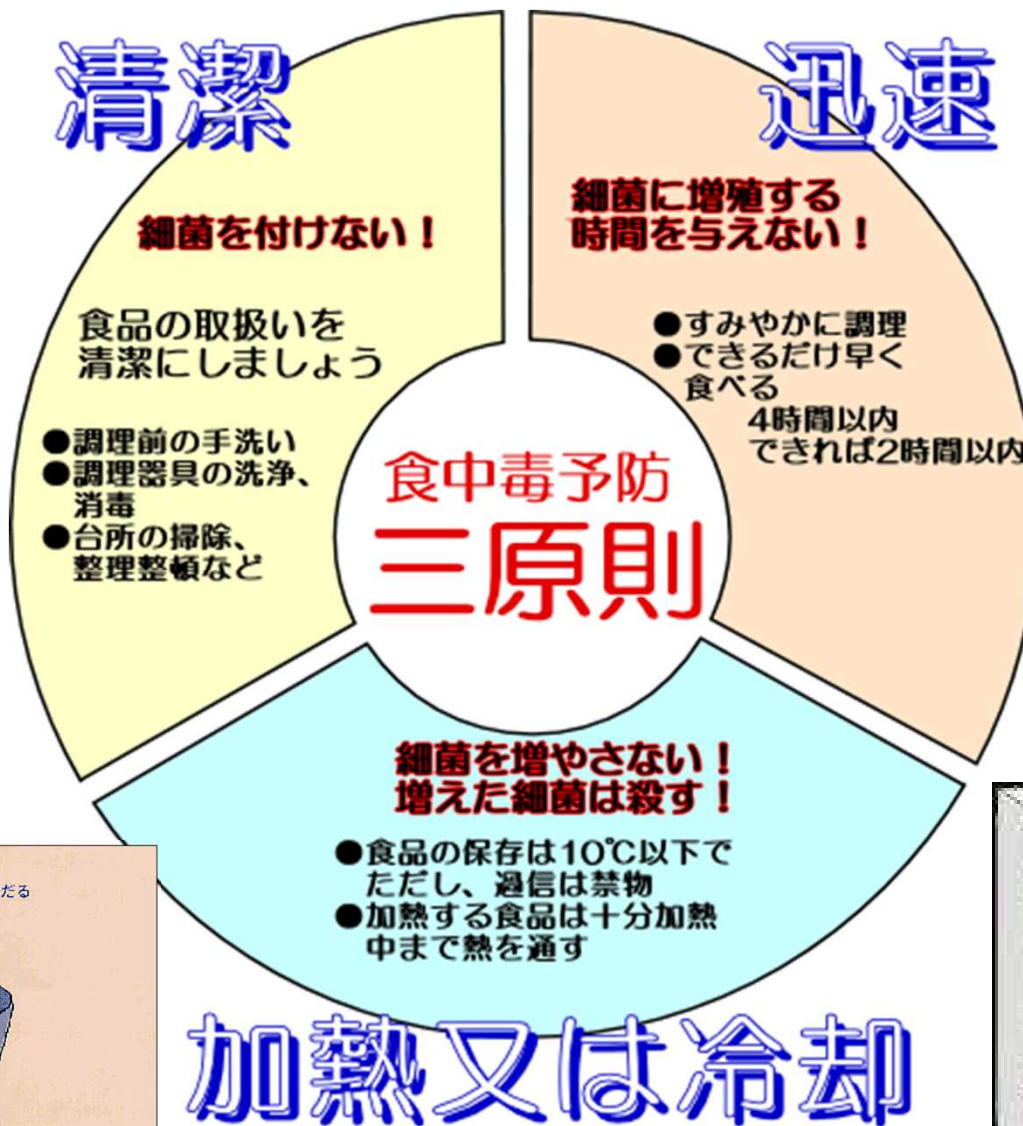 清潔
細菌を付けない！
食品の取扱いを
清潔にしましょう
●調理前の手洗い
●調理器具の洗浄、
消毒
●台所の掃除、
整理整頓など
迅速
細菌に増殖する
時間を与えない！
●すみやかに調理
●できるだけ早く
食べる
4時間以内
できれば2時間以内
食中毒予防
三原則
細菌を増やさない！
増えた細菌は殺す！
●食品の保存は10℃以下で
ただし、過信は禁物
●加熱する食品は十分加熱
中まで熱を通す
加熱又は冷却
だる